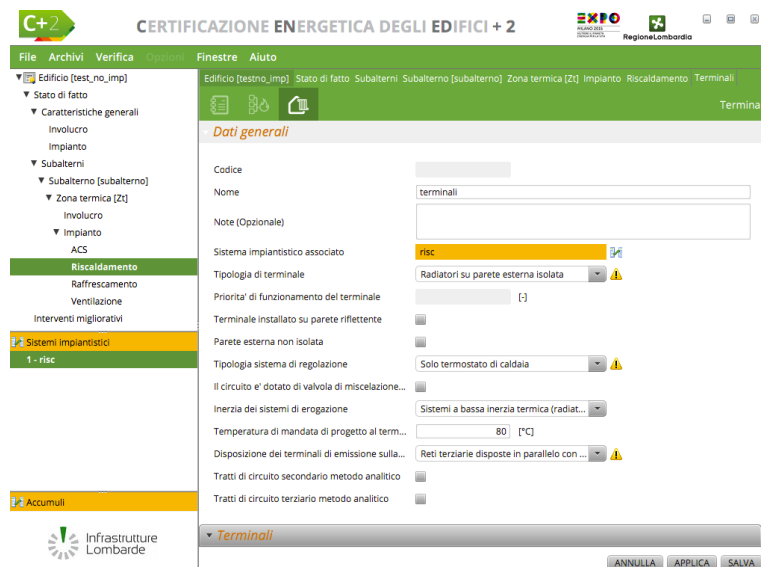 C+2
CERTIFICAZIONE ENERGETICA DEGLI EDIFICI + 2
EXPO
MILANO 2015
RegioneLombardia
File Archivi Verifica Opzioni Finestre Aiuto
Edificio [test_no_imp]
Stato di fatto
Caratteristiche generali
Involucro
Impianto
Subalterni
Subalterno [subalterno]
Zona termica [Zt]
Involucro
Impianto
ACS
Riscaldamento
Raffrescamento
Ventilazione
Interventi migliorativi
Sistemi impiantistici
1 - risc
Accumuli
Infrastrutture
Lombarde
Edificio [testno_imp] Stato di fatto Subalterni Subalterno [subalterno] Zona termica [Zt] Impianto Riscaldamento Terminali
Termina
Dati generali
Codice
Nome terminali
Note (Opzionale)
Sistema impiantistico associato risc
Tipologia di terminale Radiatori su parete esterna isolata
Priorita' di funzionamento del terminale [-]
Terminale installato su parete riflettente
Parete esterna non isolata
Tipologia sistema di regolazione Solo termostato di caldaia
Il circuito e' dotato di valvola di miscelazione...
Inerzia dei sistemi di erogazione Sistemi a bassa inerzia termica (radiat...
Temperatura di mandata di progetto al term... 80 [°C]
Disposizione dei terminali di emissione sulla... Reti terziarie disposte in parallelo con ...
Tratti di circuito secondario metodo analitico
Tratti di circuito terziario metodo analitico
Terminali
ANNULLA APPLICA SALVA